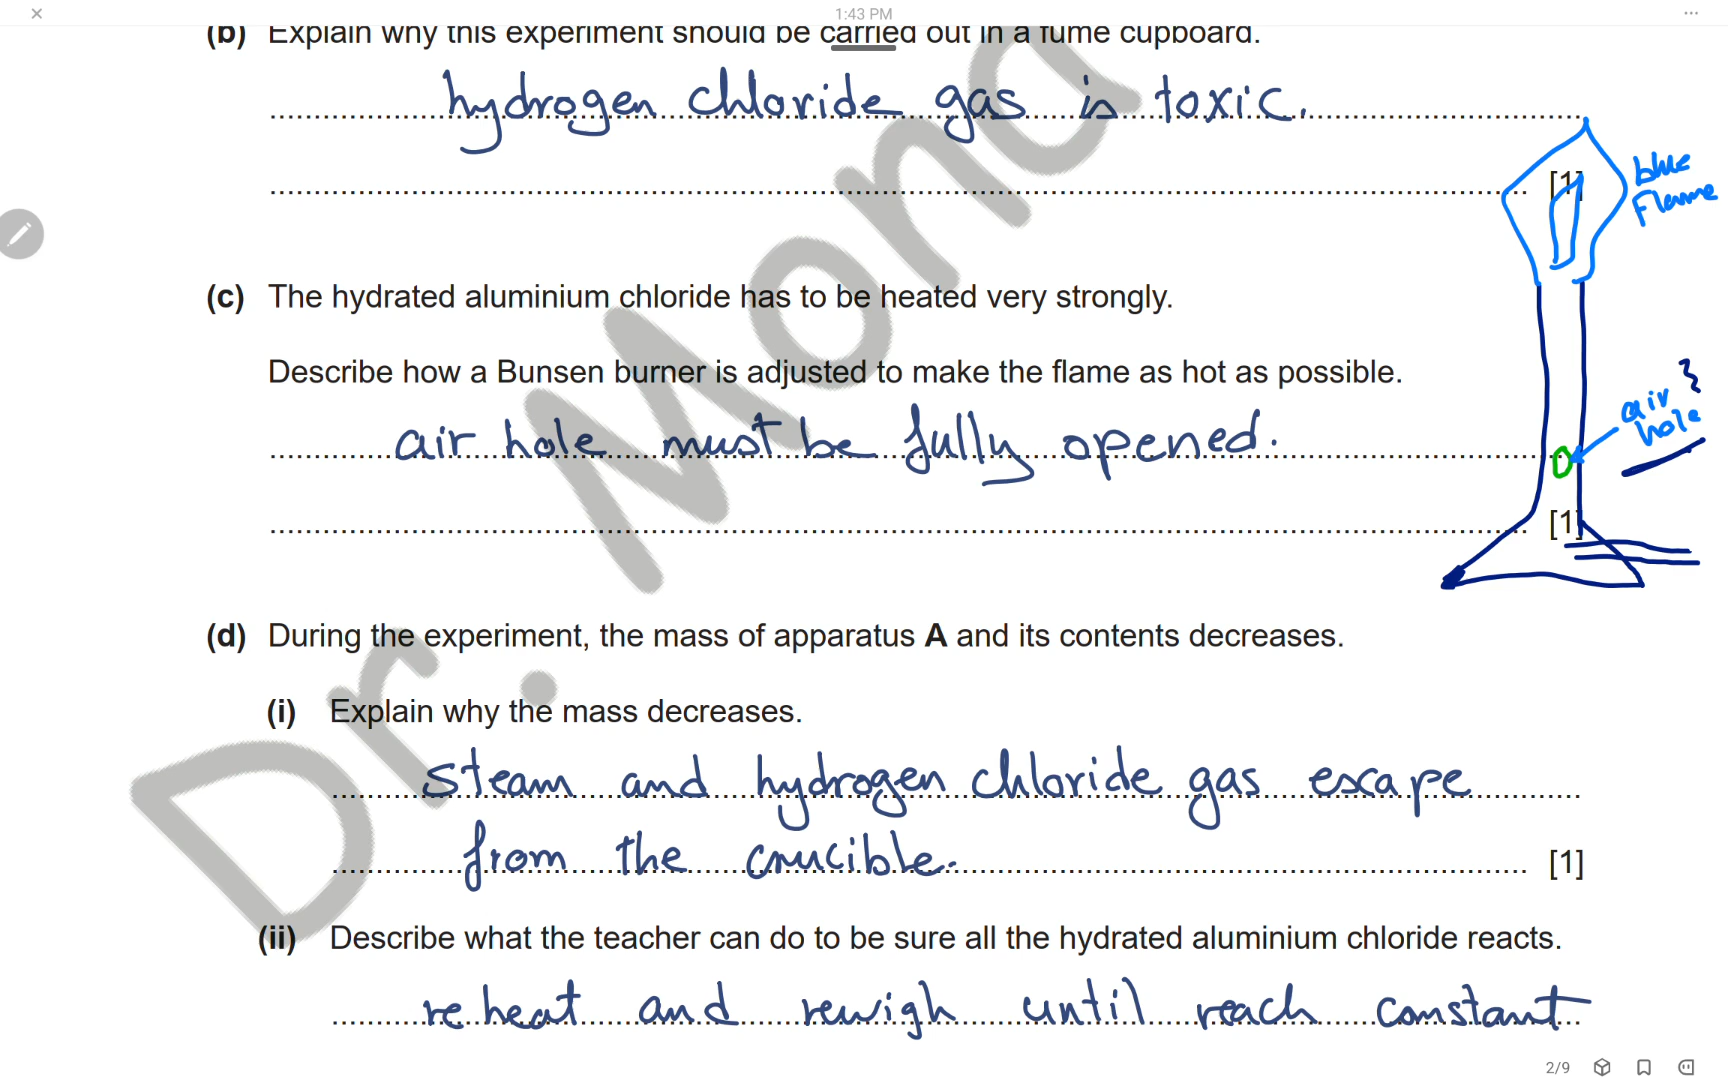 1:43 PM
(b) Explain why this experiment should be carried out in a fume cupboard.
hydrogen chloride gas is toxic.
[1]
blue
Flame
(c) The hydrated aluminium chloride has to be heated very strongly.
Describe how a Bunsen burner is adjusted to make the flame as hot as possible.
air hole must be fully opened.
air
hole
[1]
(d) During the experiment, the mass of apparatus A and its contents decreases.
(i) Explain why the mass decreases.
steam and hydrogen chloride gas escape
from the crucible. [1]
(ii) Describe what the teacher can do to be sure all the hydrated aluminium chloride reacts.
reheat and rewigh until reach constant
2/9
Dr. Mona